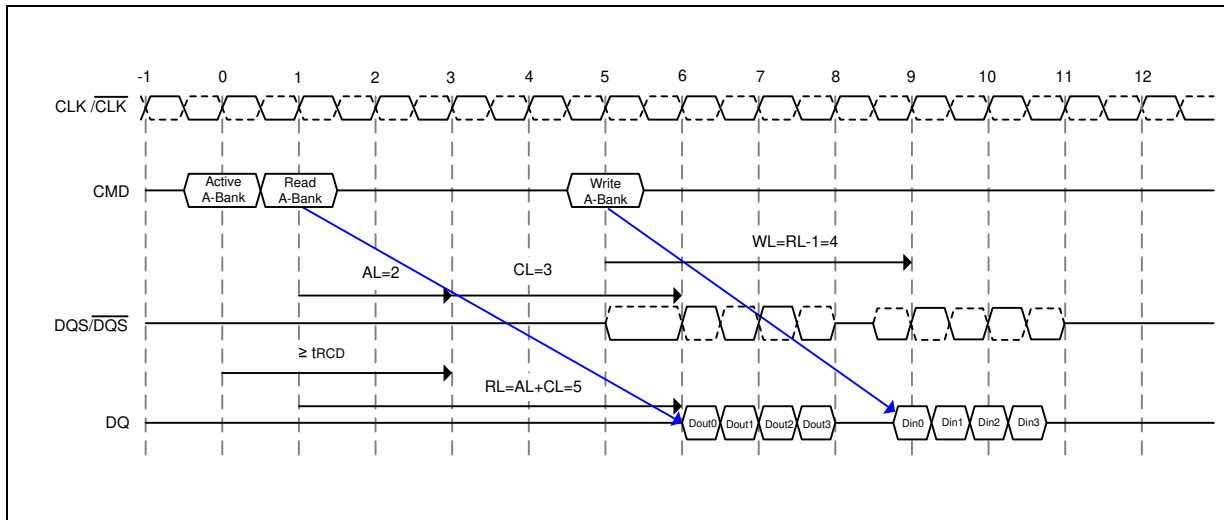 -1 0 1 2 3 4 5 6 7 8 9 10 11 12
CLK /CLK
CMD
Active
A-Bank
Read
A-Bank
Write
A-Bank
WL=RL-1=4
AL=2
CL=3
DQS/DQS
≥ tRCD
RL=AL+CL=5
DQ
Dout0 Dout1 Dout2 Dout3 Din0 Din1 Din2 Din3